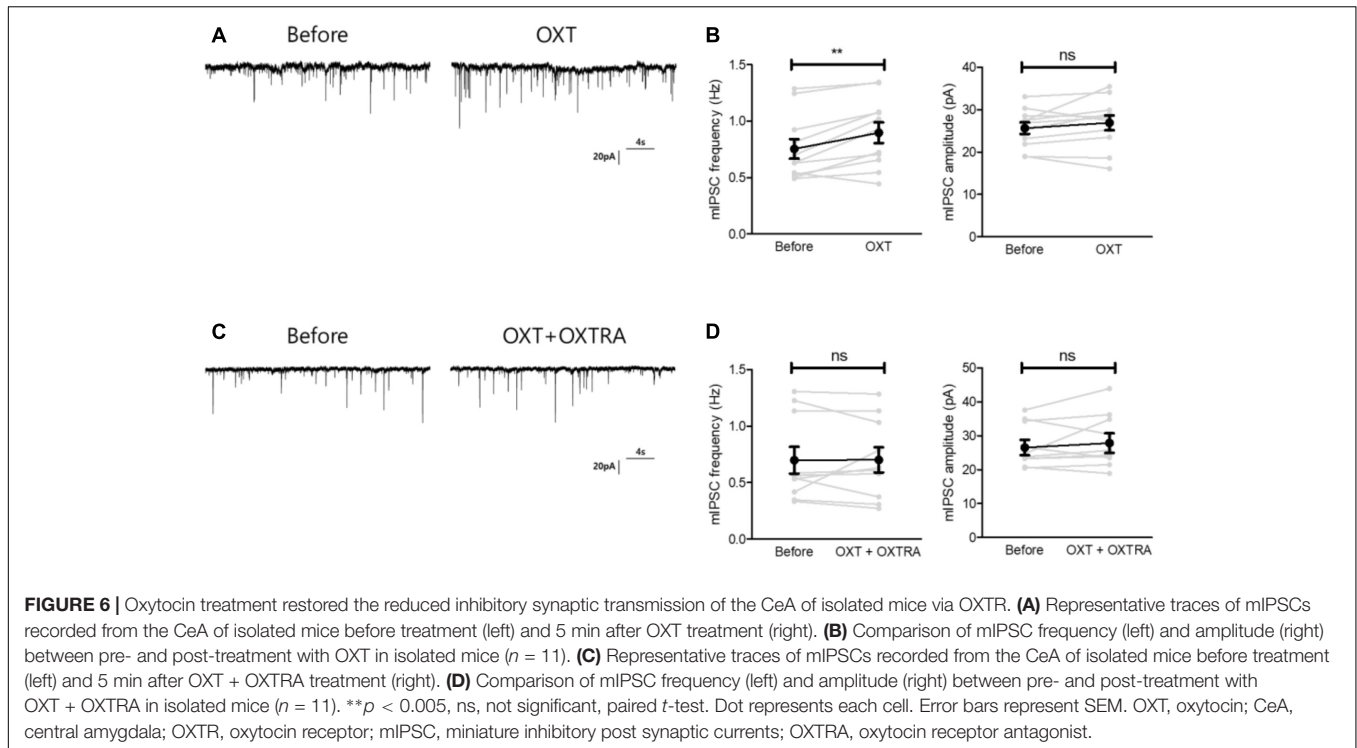 A
Before
OXT
20pA
4s
B
**
mIPSC frequency (Hz)
1.5
1.0
0.5
0.0
Before
OXT
ns
mIPSC amplitude (pA)
40
30
20
10
0
Before
OXT
C
Before
OXT+OXTRA
20pA
4s
D
ns
mIPSC frequency (Hz)
1.5
1.0
0.5
0.0
Before
OXT + OXTRA
ns
mIPSC amplitude (pA)
50
40
30
20
10
0
Before
OXT + OXTRA
FIGURE 6 | Oxytocin treatment restored the reduced inhibitory synaptic transmission of the CeA of isolated mice via OXTR. (A) Representative traces of mIPSCs
recorded from the CeA of isolated mice before treatment (left) and 5 min after OXT treatment (right). (B) Comparison of mIPSC frequency (left) and amplitude (right)
between pre- and post-treatment with OXT in isolated mice (n = 11). (C) Representative traces of mIPSCs recorded from the CeA of isolated mice before treatment
(left) and 5 min after OXT + OXTRA treatment (right). (D) Comparison of mIPSC frequency (left) and amplitude (right) between pre- and post-treatment with
OXT + OXTRA in isolated mice (n = 11). **p < 0.005, ns, not significant, paired t-test. Dot represents each cell. Error bars represent SEM. OXT, oxytocin; CeA,
central amygdala; OXTR, oxytocin receptor; mIPSC, miniature inhibitory post synaptic currents; OXTRA, oxytocin receptor antagonist.